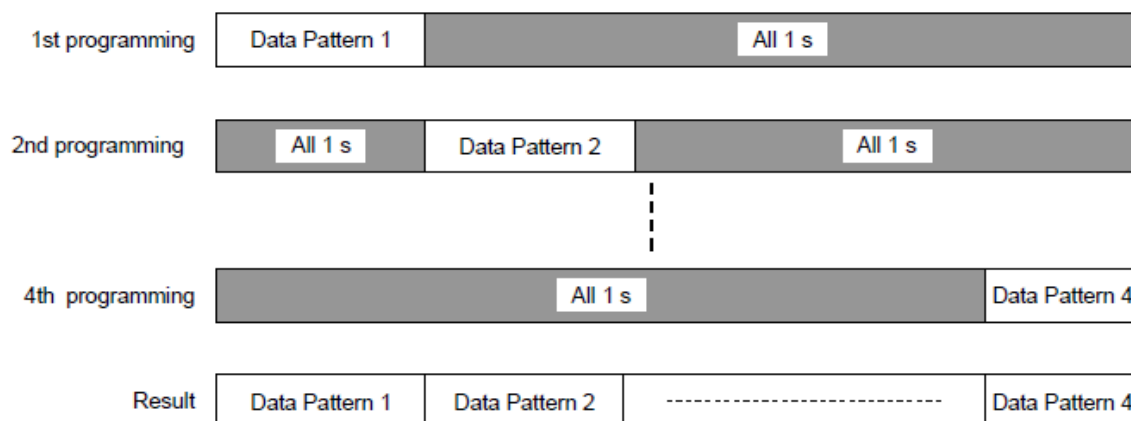 1st programming Data Pattern 1 All 1 s
2nd programming All 1 s Data Pattern 2 All 1 s
4th programming All 1 s Data Pattern 4
Result Data Pattern 1 Data Pattern 2 Data Pattern 4